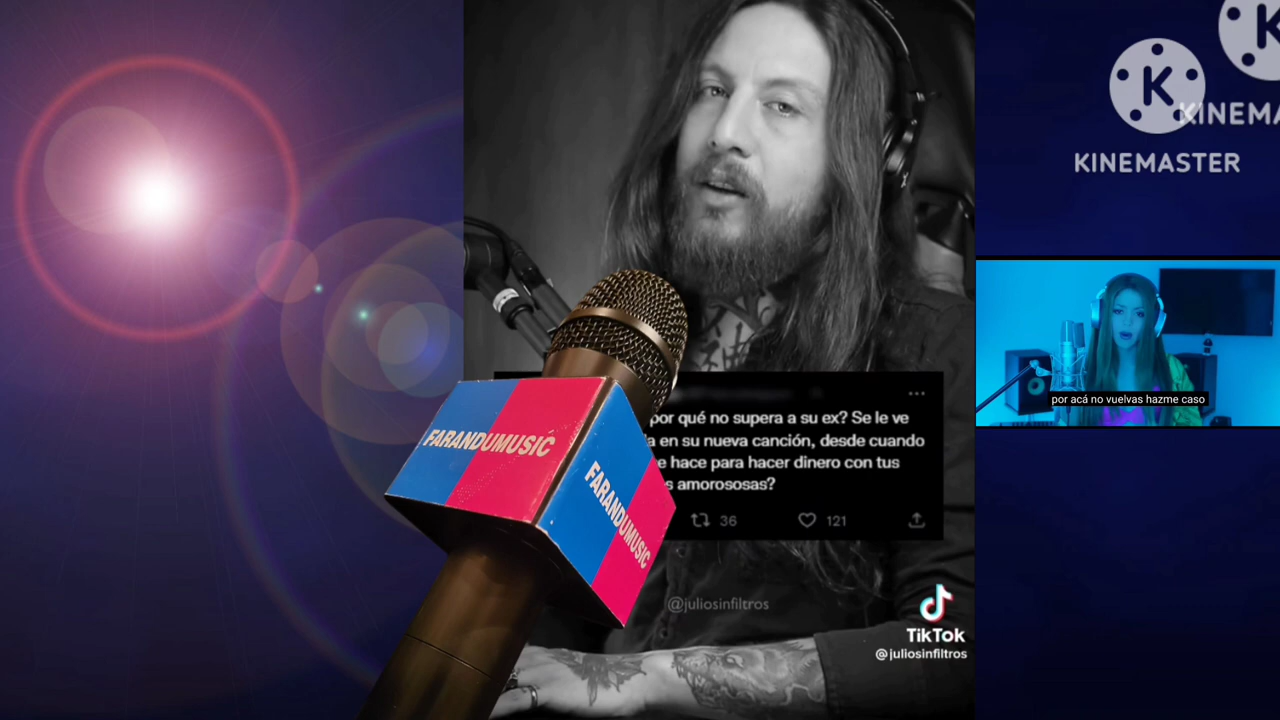 KINEMASTER
por acá no vuelvas hazme caso
FARANDUMUSIC
FARANDUMUSIC
por qué no supera a su ex? Se le ve
en su nueva canción, desde cuando
hace para hacer dinero con tus
amorososas?
36
121
@juliosinfiltros
TikTok
@juliosinfiltros